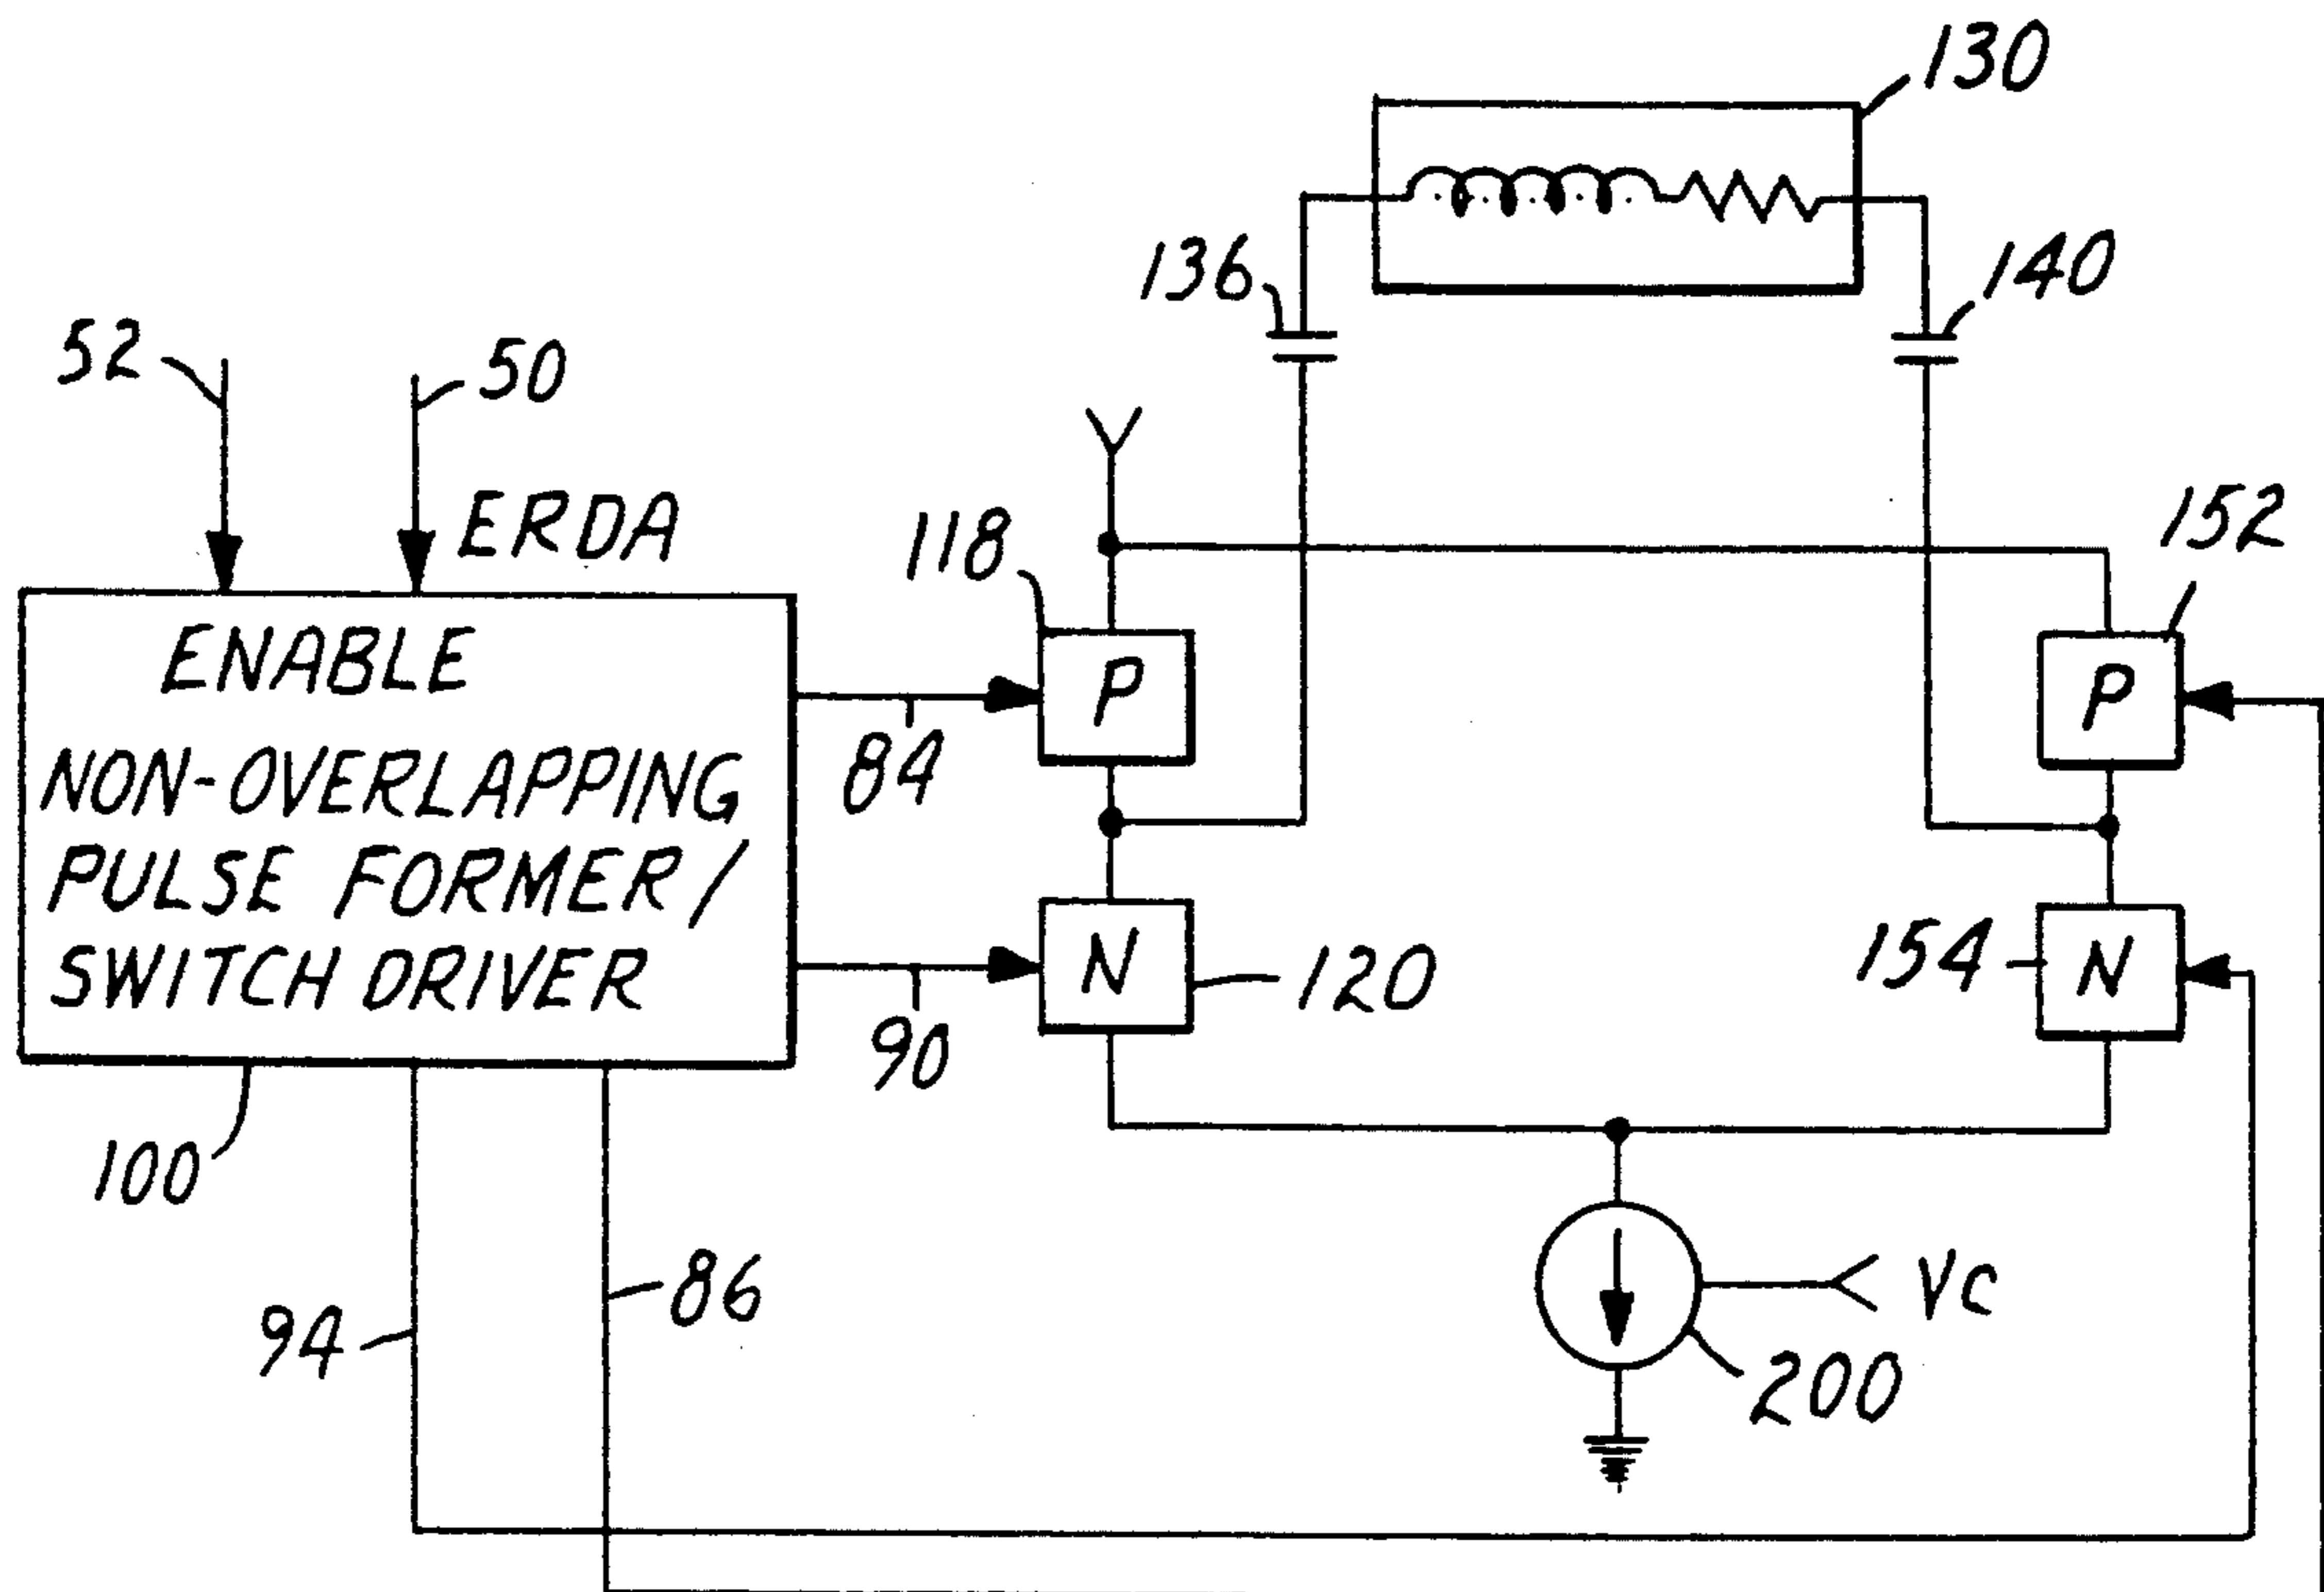 130
136
140
52
50
ERDA
118
152
ENABLE
NON-OVERLAPPING
PULSE FORMER/
SWITCH DRIVER
P
P
84
N
120
154
N
90
100
86
94
VC
200